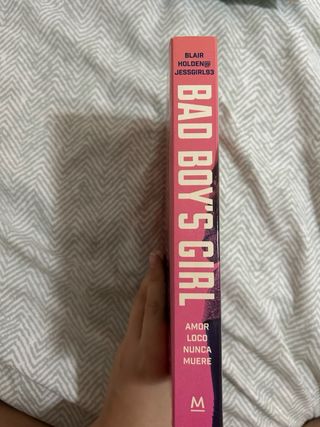 BLAIR
HOLDEN@
JESSGIRL93
BAD BOY'S GIRL
AMOR
LOCO
NUNCA
MUERE
M